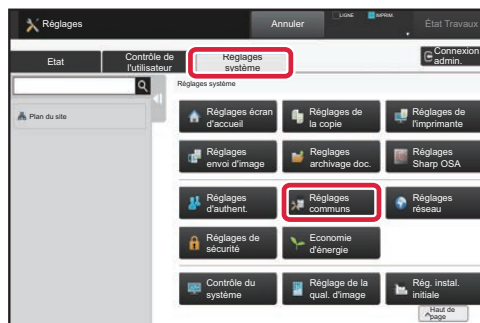 Réglages
Annuler
LIGNE
IMPRIM.
État Travaux
Etat
Contrôle de
l'utilisateur
Réglages
système
Connexion
admin.
Réglages système
Plan du site
Réglages écran
d'accueil
Réglages de
la copie
Réglages de
l'imprimante
Réglages
envoi d'image
Réglages
archivage doc.
Réglages
Sharp OSA
Réglages
d'authent.
Réglages
communs
Réglages
réseau
Réglages de
sécurité
Economie
d'énergie
Contrôle du
système
Réglage de la
qual. d'image
Rég. instal.
initiale
Haut de
page